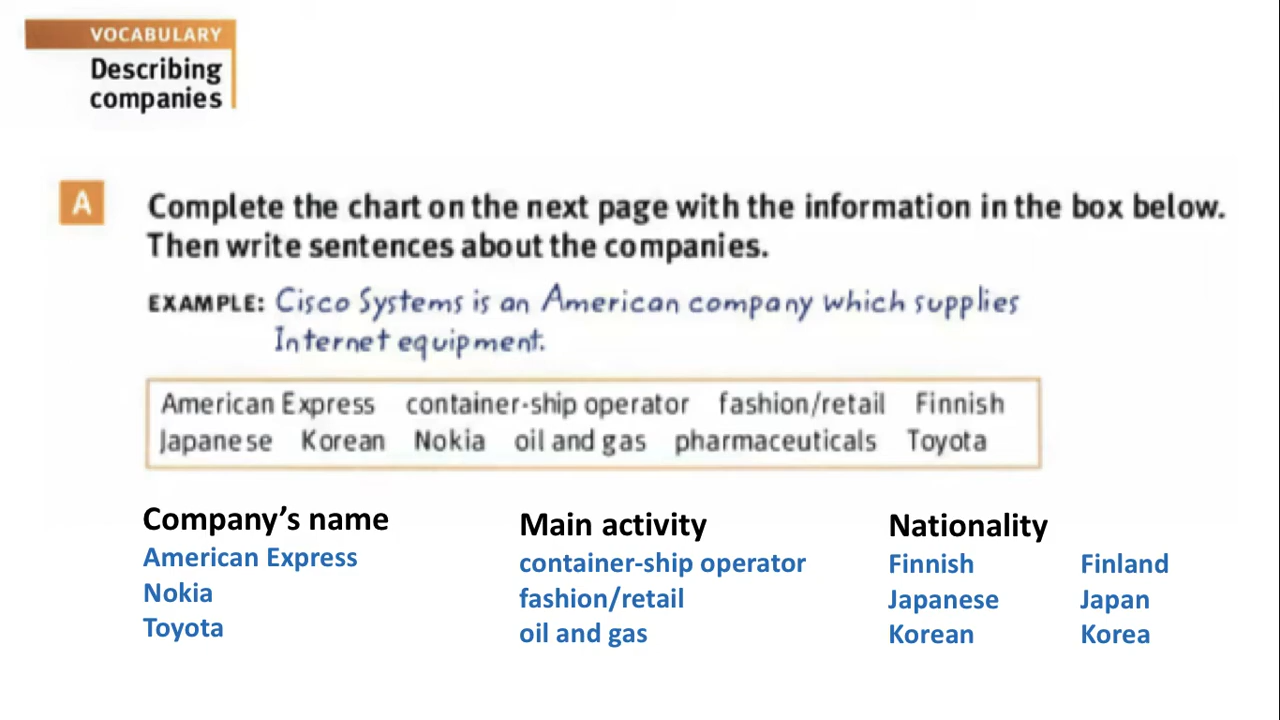 VOCABULARY
Describing
companies
A
Complete the chart on the next page with the information in the box below.
Then write sentences about the companies.
EXAMPLE: Cisco Systems is an American company which supplies
Internet equipment.
American Express container-ship operator fashion/retail Finnish
Japanese Korean Nokia oil and gas pharmaceuticals Toyota
Company's name
American Express
Nokia
Toyota
Main activity
container-ship operator
fashion/retail
oil and gas
Nationality
Finnish Finland
Japanese Japan
Korean Korea